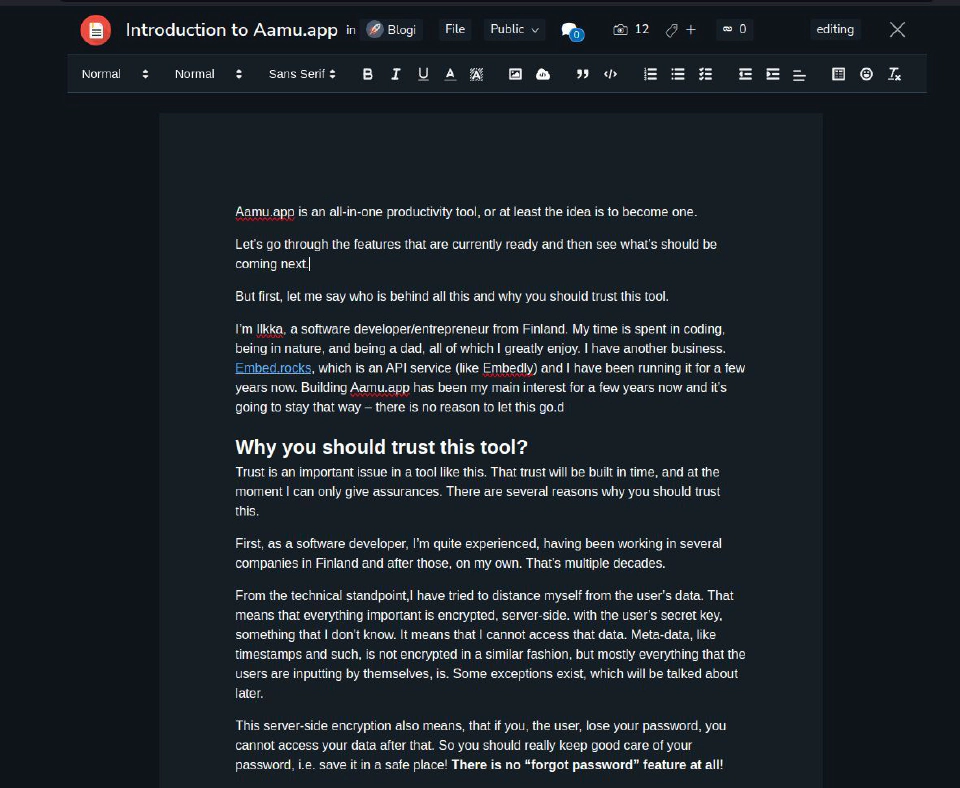 Introduction to Aamu.app in Blogi File Public 0 12 + 0 editing
Normal Normal Sans Serif B I U A A
Aamu.app is an all-in-one productivity tool, or at least the idea is to become one.
Let's go through the features that are currently ready and then see what's should be
coming next.
But first, let me say who is behind all this and why you should trust this tool.
I'm Ilkka, a software developer/entrepreneur from Finland. My time is spent in coding,
being in nature, and being a dad, all of which I greatly enjoy. I have another business.
Embed.rocks, which is an API service (like Embedly) and I have been running it for a few
years now. Building Aamu.app has been my main interest for a few years now and it's
going to stay that way – there is no reason to let this go.d
Why you should trust this tool?
Trust is an important issue in a tool like this. That trust will be built in time, and at the
moment I can only give assurances. There are several reasons why you should trust
this.
First, as a software developer, I'm quite experienced, having been working in several
companies in Finland and after those, on my own. That's multiple decades.
From the technical standpoint,I have tried to distance myself from the user's data. That
means that everything important is encrypted, server-side. with the user's secret key,
something that I don't know. It means that I cannot access that data. Meta-data, like
timestamps and such, is not encrypted in a similar fashion, but mostly everything that the
users are inputting by themselves, is. Some exceptions exist, which will be talked about
later.
This server-side encryption also means, that if you, the user, lose your password, you
cannot access your data after that. So you should really keep good care of your
password, i.e. save it in a safe place! There is no “forgot password” feature at all!